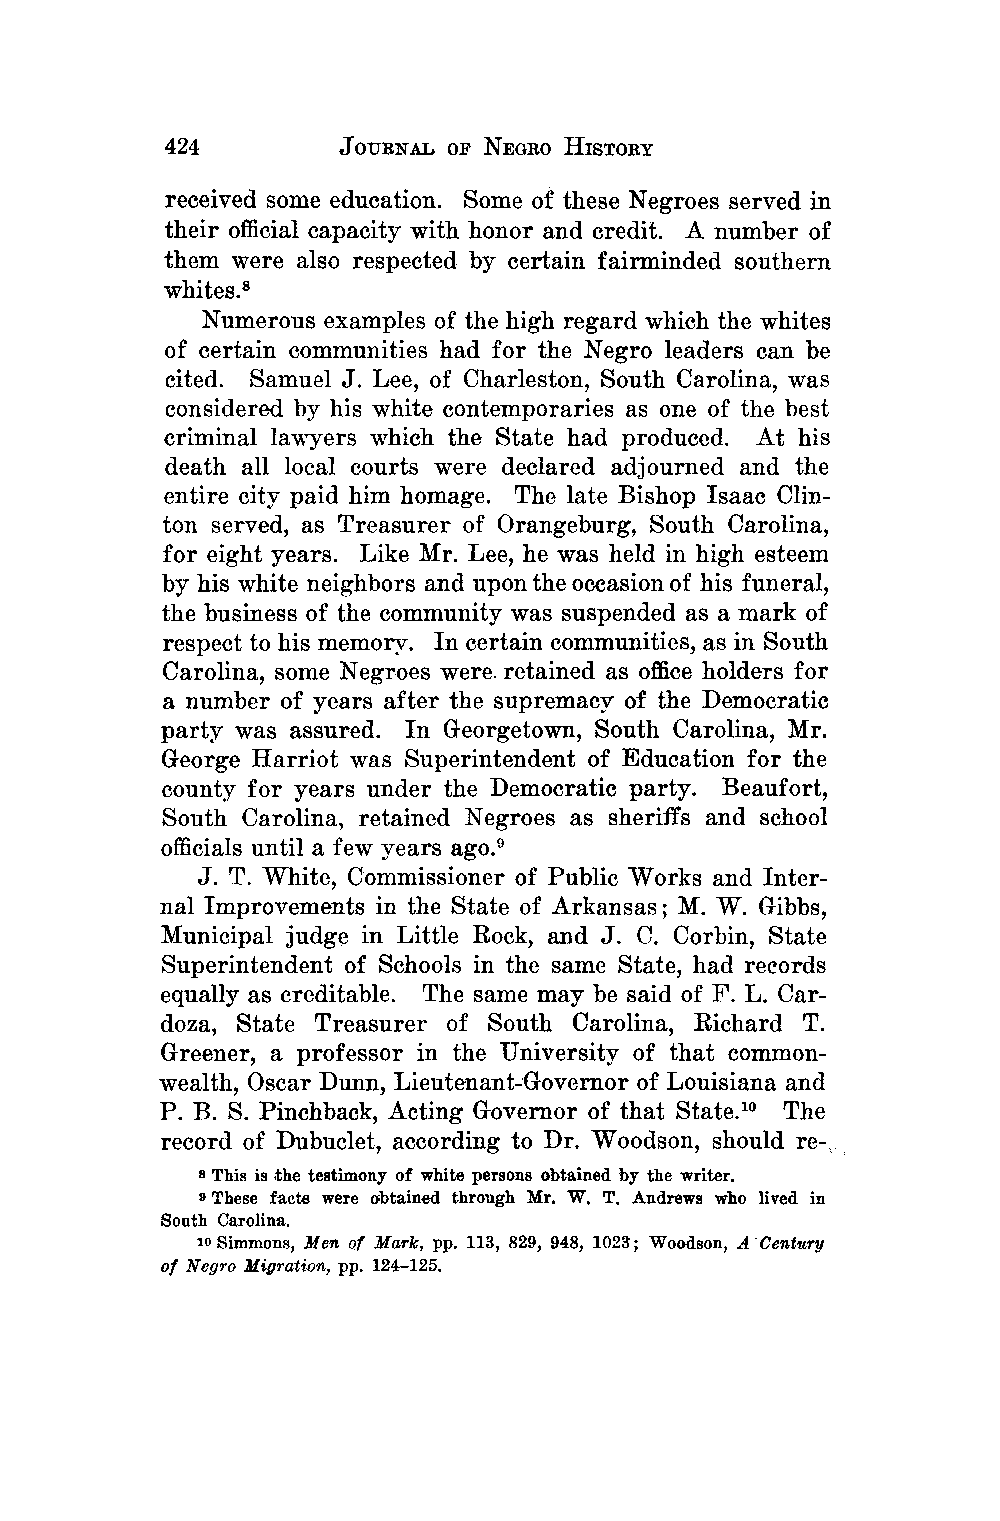 424 JOURNAL OF NEGRO HISTORY
received some education. Some of these Negroes served in
their official capacity with honor and credit. A number of
them were also respected by certain fairminded southern
whites.⁸
Numerous examples of the high regard which the whites
of certain communities had for the Negro leaders can be
cited. Samuel J. Lee, of Charleston, South Carolina, was
considered by his white contemporaries as one of the best
criminal lawyers which the State had produced. At his
death all local courts were declared adjourned and the
entire city paid him homage. The late Bishop Isaac Clin-
ton served, as Treasurer of Orangeburg, South Carolina,
for eight years. Like Mr. Lee, he was held in high esteem
by his white neighbors and upon the occasion of his funeral,
the business of the community was suspended as a mark of
respect to his memory. In certain communities, as in South
Carolina, some Negroes were retained as office holders for
a number of years after the supremacy of the Democratic
party was assured. In Georgetown, South Carolina, Mr.
George Harriot was Superintendent of Education for the
county for years under the Democratic party. Beaufort,
South Carolina, retained Negroes as sheriffs and school
officials until a few years ago.⁹
J. T. White, Commissioner of Public Works and Inter-
nal Improvements in the State of Arkansas; M. W. Gibbs,
Municipal judge in Little Rock, and J. C. Corbin, State
Superintendent of Schools in the same State, had records
equally as creditable. The same may be said of F. L. Car-
doza, State Treasurer of South Carolina, Richard T.
Greener, a professor in the University of that common-
wealth, Oscar Dunn, Lieutenant-Governor of Louisiana and
P. B. S. Pinchback, Acting Governor of that State.¹⁰ The
record of Dubuclet, according to Dr. Woodson, should re-
⁸ This is the testimony of white persons obtained by the writer.
⁹ These facts were obtained through Mr. W. T. Andrews who lived in
South Carolina.
¹⁰ Simmons, Men of Mark, pp. 113, 829, 948, 1023; Woodson, A Century
of Negro Migration, pp. 124–125.